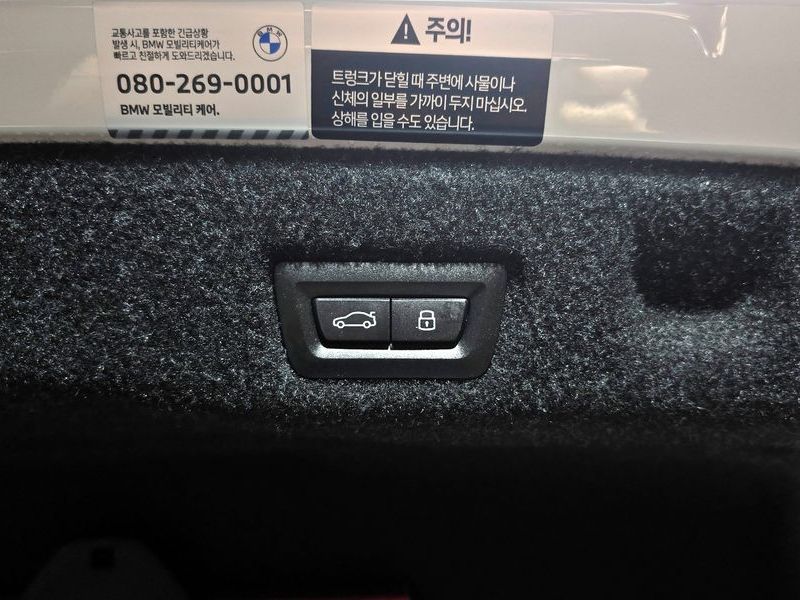 교통사고를 포함한 긴급상황
발생 시, BMW 모빌리티케어가
빠르고 친절하게 도와드리겠습니다.
BMW
080-269-0001
BMW 모빌리티 케어.
주의!
트렁크가 닫힐 때 주변에 사물이나
신체의 일부를 가까이 두지 마십시오.
상해를 입을 수도 있습니다.